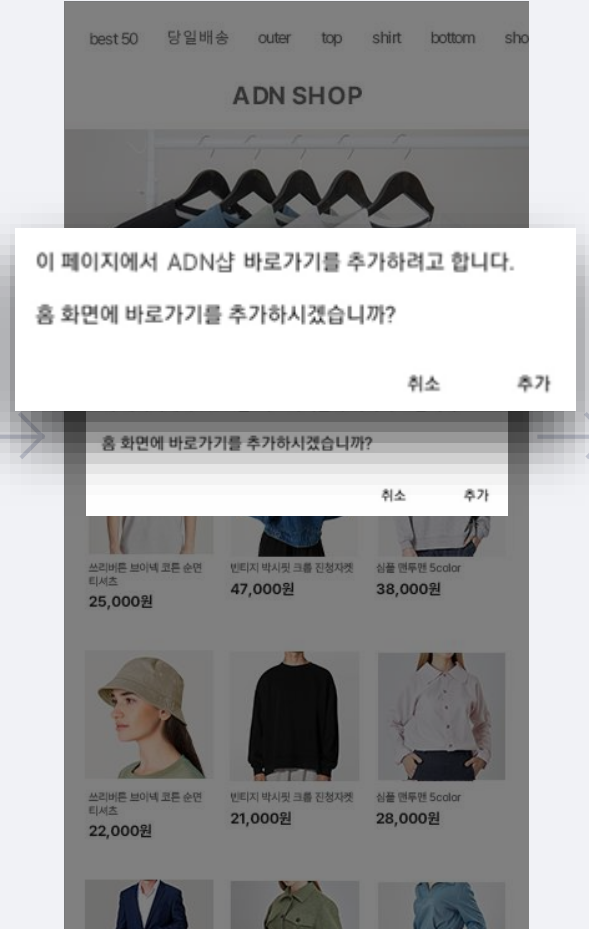 best 50 당일배송 outer top shirt bottom sho
ADN SHOP
이 페이지에서 ADN샵 바로가기를 추가하려고 합니다.
홈 화면에 바로가기를 추가하시겠습니까?
취소 추가
홈 화면에 바로가기를 추가하시겠습니까?
취소 추가
쓰리버튼 브이넥 코튼 순면 빈티지 박시핏 크롭 진청자켓 심플 맨투맨 5color
티셔츠
25,000원 47,000원 38,000원
쓰리버튼 브이넥 코튼 순면 빈티지 박시핏 크롭 진청자켓 심플 맨투맨 5color
티셔츠
22,000원 21,000원 28,000원